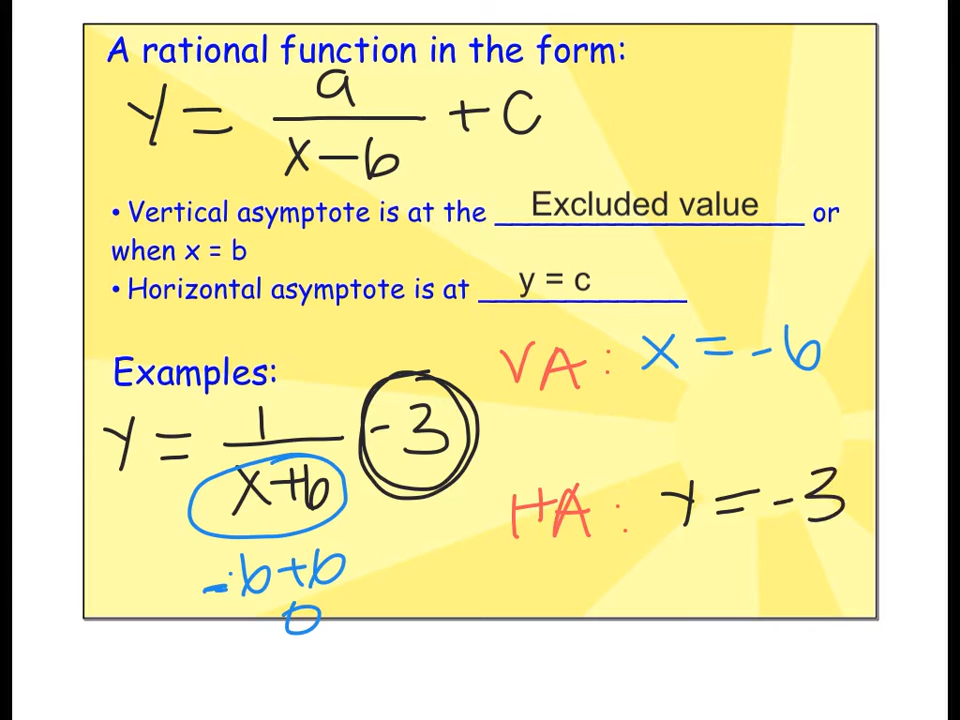 A rational function in the form:
y = a / x - b + c
• Vertical asymptote is at the Excluded value or
when x = b
• Horizontal asymptote is at y = c
VA: x = -6
Examples:
y = 1 / x+6 -3
HA: y = -3
-6+6
0